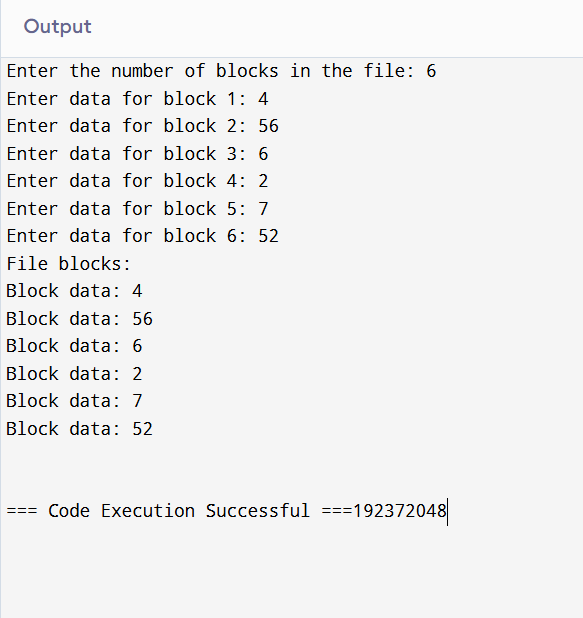 Output
Enter the number of blocks in the file: 6
Enter data for block 1: 4
Enter data for block 2: 56
Enter data for block 3: 6
Enter data for block 4: 2
Enter data for block 5: 7
Enter data for block 6: 52
File blocks:
Block data: 4
Block data: 56
Block data: 6
Block data: 2
Block data: 7
Block data: 52
=== Code Execution Successful ===192372048